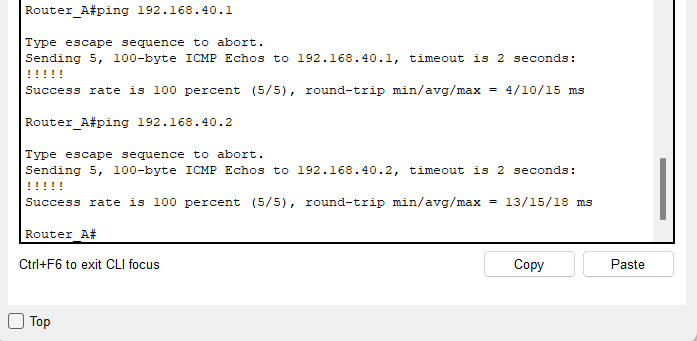 Router_A#ping 192.168.40.1
Type escape sequence to abort.
Sending 5, 100-byte ICMP Echos to 192.168.40.1, timeout is 2 seconds:
!!!!!
Success rate is 100 percent (5/5), round-trip min/avg/max = 4/10/15 ms
Router_A#ping 192.168.40.2
Type escape sequence to abort.
Sending 5, 100-byte ICMP Echos to 192.168.40.2, timeout is 2 seconds:
!!!!!
Success rate is 100 percent (5/5), round-trip min/avg/max = 13/15/18 ms
Router_A#
Ctrl+F6 to exit CLI focus
Copy
Paste
Top